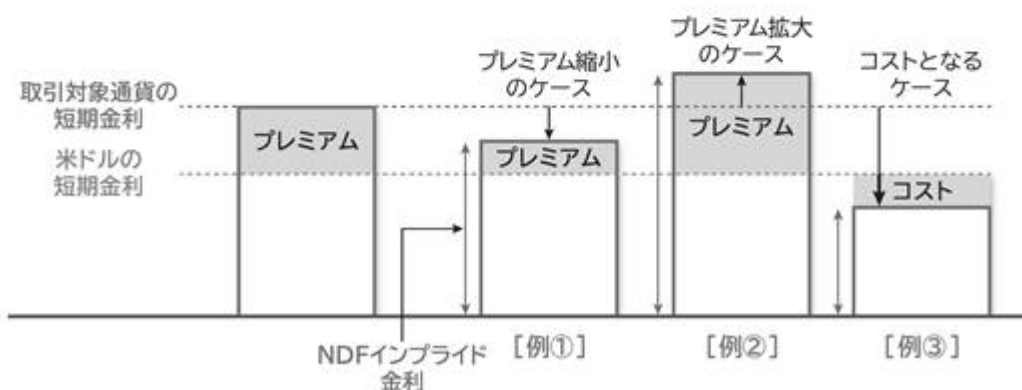 プレミアム縮小
のケース
プレミアム拡大
のケース
コストとなる
ケース
取引対象通貨の
短期金利
米ドルの
短期金利
プレミアム
プレミアム
プレミアム
コスト
NDFインプライド
金利
［例①］
［例②］
［例③］